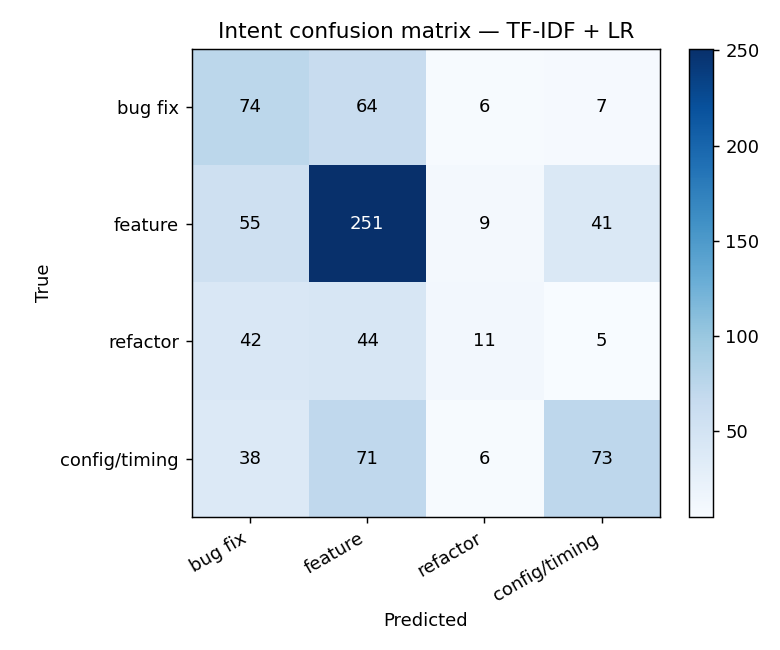 Intent confusion matrix — TF-IDF + LR
True
bug fix 74 64 6 7
feature 55 251 9 41
refactor 42 44 11 5
config/timing 38 71 6 73
bug fix feature refactor config/timing
Predicted
250
200
150
100
50